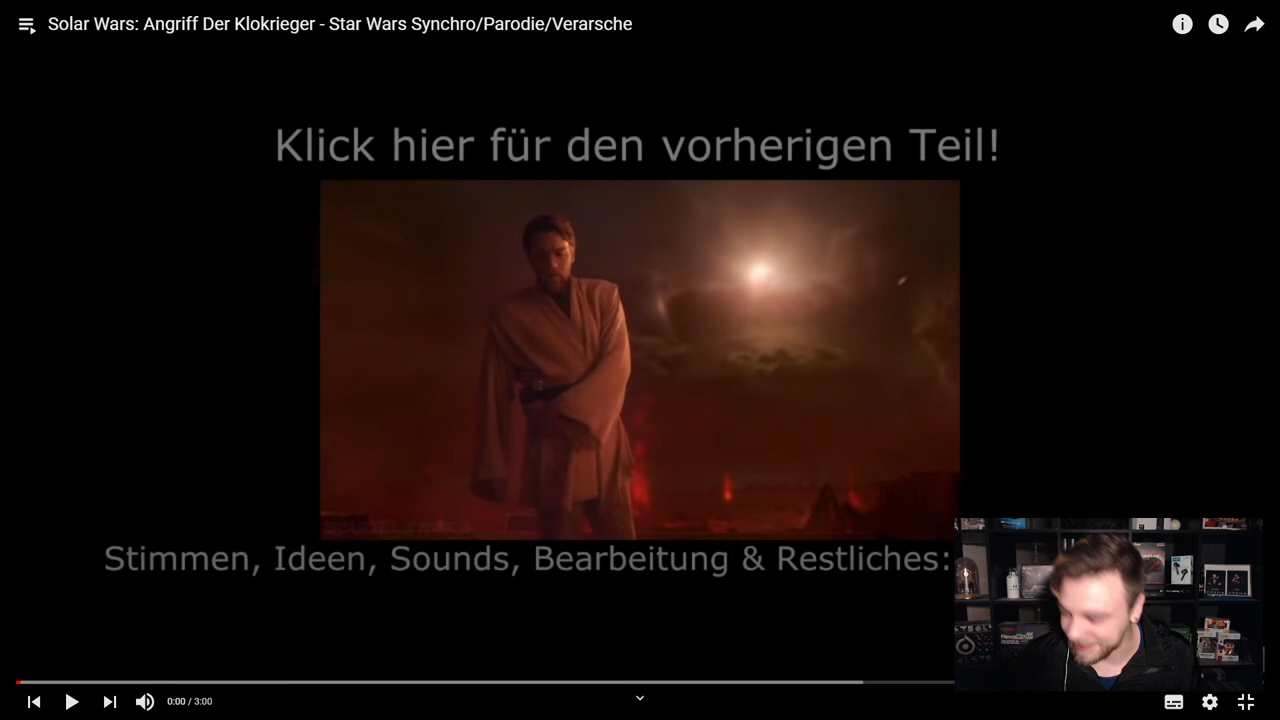 Solar Wars: Angriff Der Klokrieger - Star Wars Synchro/Parodie/Verarsche
Klick hier für den vorherigen Teil!
Stimmen, Ideen, Sounds, Bearbeitung & Restliches:
0:00 / 3:00